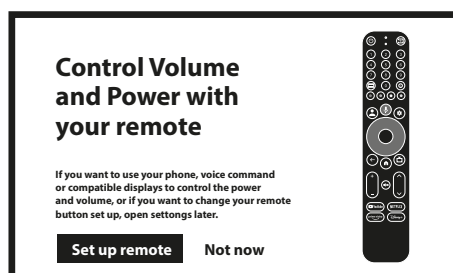 Control Volume
and Power with
your remote
If you want to use your phone, voice command
or compatible displays to control the power
and volume, or if you want to change your remote
button set up, open settongs later.
Set up remote Not now
YouTube NETFLIX